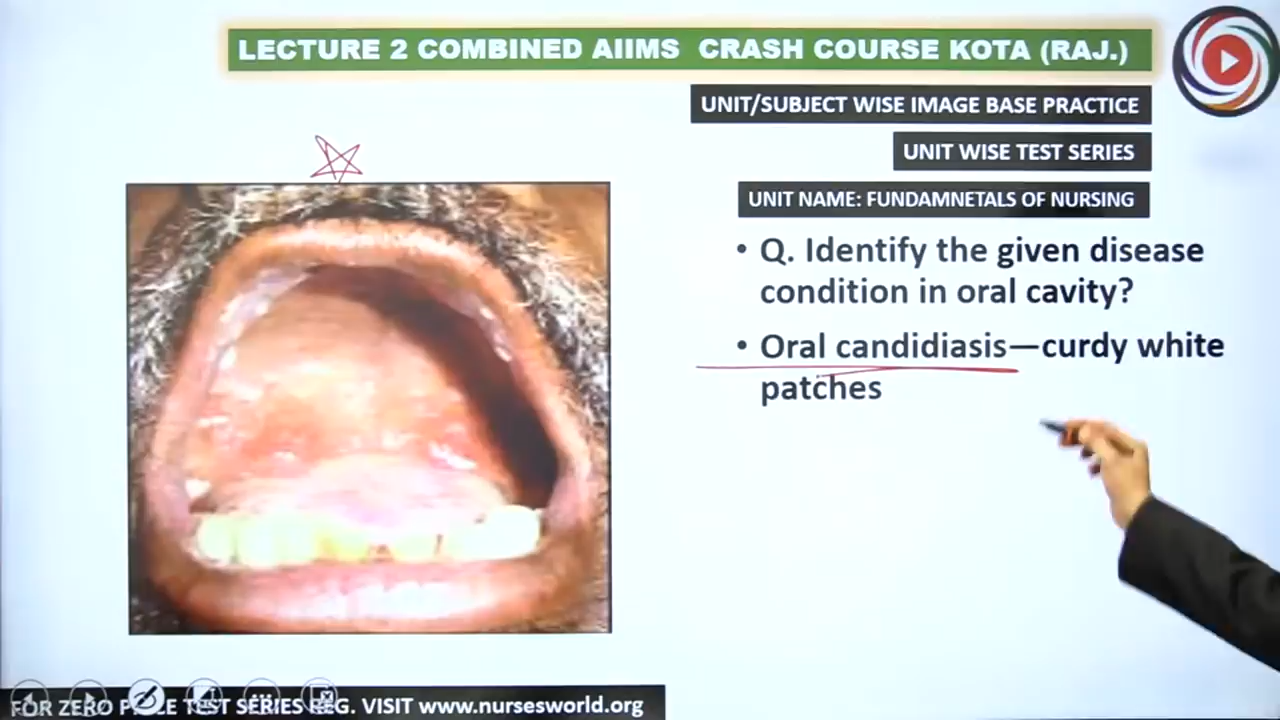 LECTURE 2 COMBINED AIIMS CRASH COURSE KOTA (RAJ.)
UNIT/SUBJECT WISE IMAGE BASE PRACTICE
UNIT WISE TEST SERIES
UNIT NAME: FUNDAMNETALS OF NURSING
• Q. Identify the given disease
condition in oral cavity?
• Oral candidiasis—curdy white
patches
FOR ZERO TEST SERIES REG. VISIT www.nursesworld.org